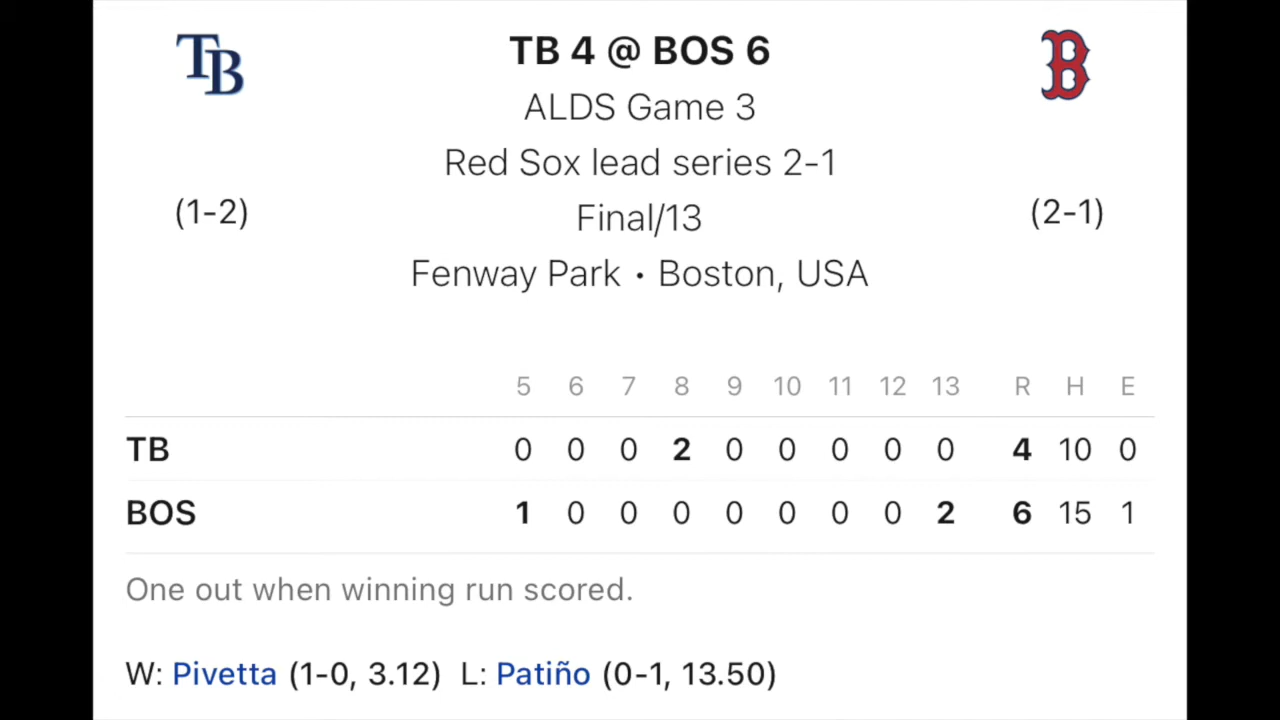 TB
TB 4 @ BOS 6
B
ALDS Game 3
Red Sox lead series 2-1
(1-2)
Final/13
(2-1)
Fenway Park • Boston, USA
5 6 7 8 9 10 11 12 13 R H E
TB 0 0 0 2 0 0 0 0 0 4 10 0
BOS 1 0 0 0 0 0 0 0 2 6 15 1
One out when winning run scored.
W: Pivetta (1-0, 3.12) L: Patiño (0-1, 13.50)